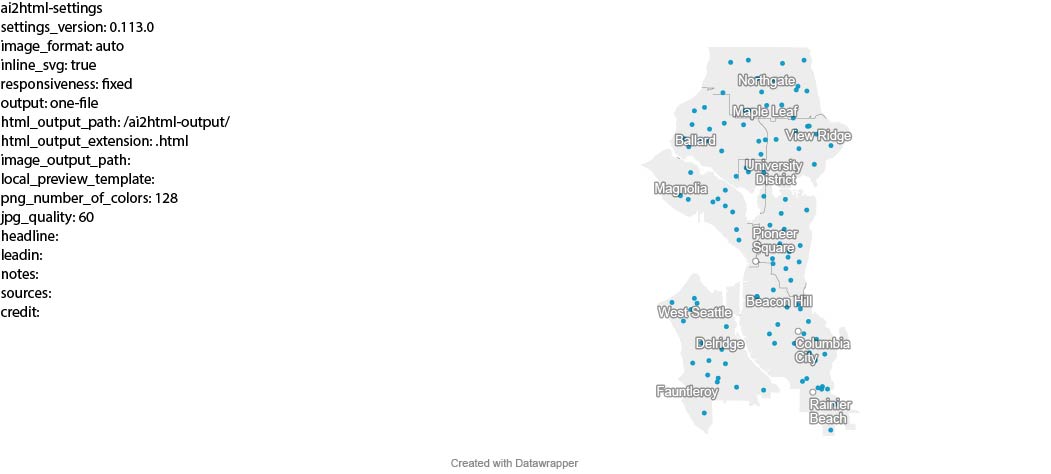 ai2html-settings
settings_version: 0.113.0
image_format: auto
inline_svg: true
responsiveness: fixed
output: one-file
html_output_path: /ai2html-output/
html_output_extension: .html
image_output_path:
local_preview_template:
png_number_of_colors: 128
jpg_quality: 60
headline:
leadin:
notes:
sources:
credit:
Northgate
Maple Leaf
View Ridge
Ballard
University
District
Magnolia
Pioneer
Square
Beacon Hill
West Seattle
Delridge
Columbia
City
Fauntleroy
Rainier
Beach
Created with Datawrapper